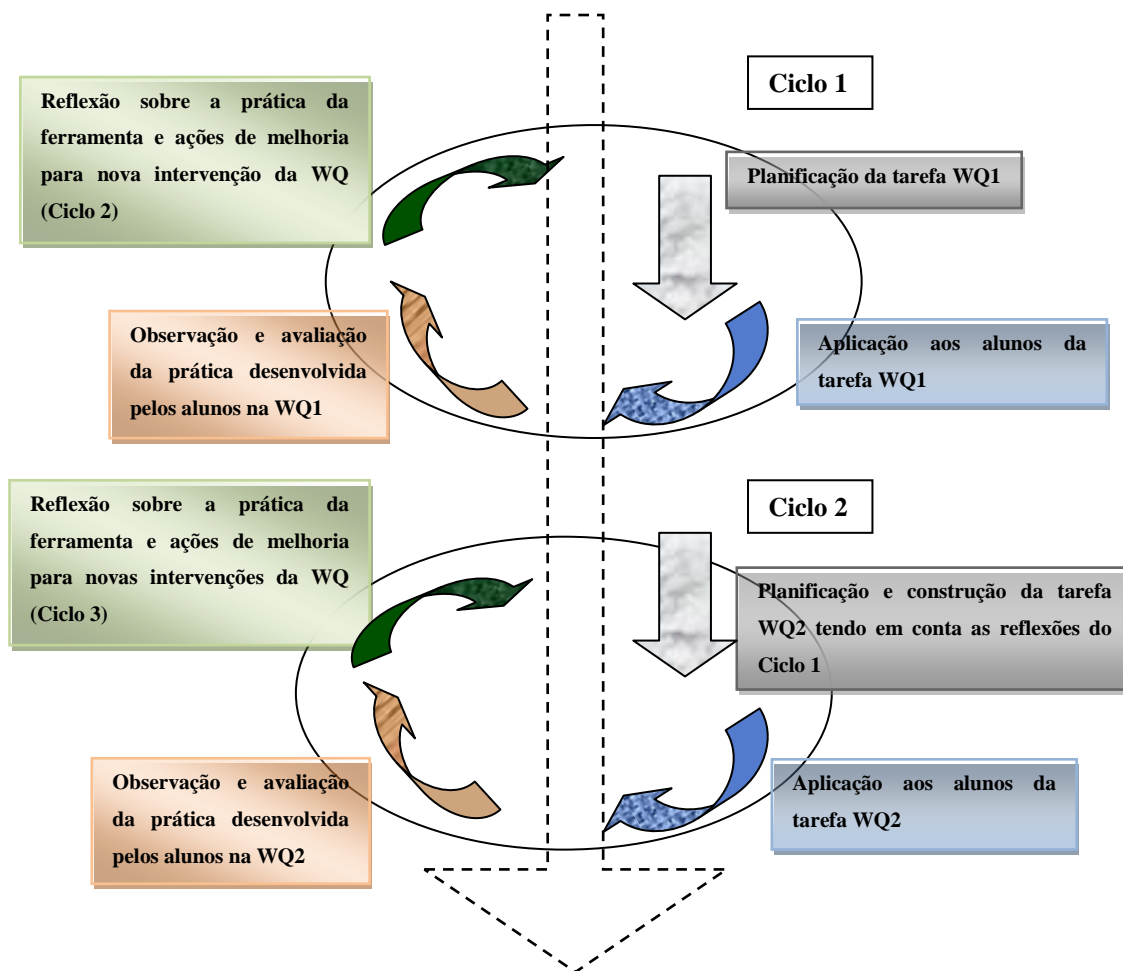 Ciclo 1
Reflexão sobre a prática da
ferramenta e ações de melhoria
para nova intervenção da WQ
(Ciclo 2)
Planificação da tarefa WQ1
Observação e avaliação
da prática desenvolvida
pelos alunos na WQ1
Aplicação aos alunos da
tarefa WQ1
Ciclo 2
Reflexão sobre a prática da
ferramenta e ações de melhoria
para novas intervenções da WQ
(Ciclo 3)
Planificação e construção da tarefa
WQ2 tendo em conta as reflexões do
Ciclo 1
Observação e avaliação
da prática desenvolvida
pelos alunos na WQ2
Aplicação aos alunos da
tarefa WQ2